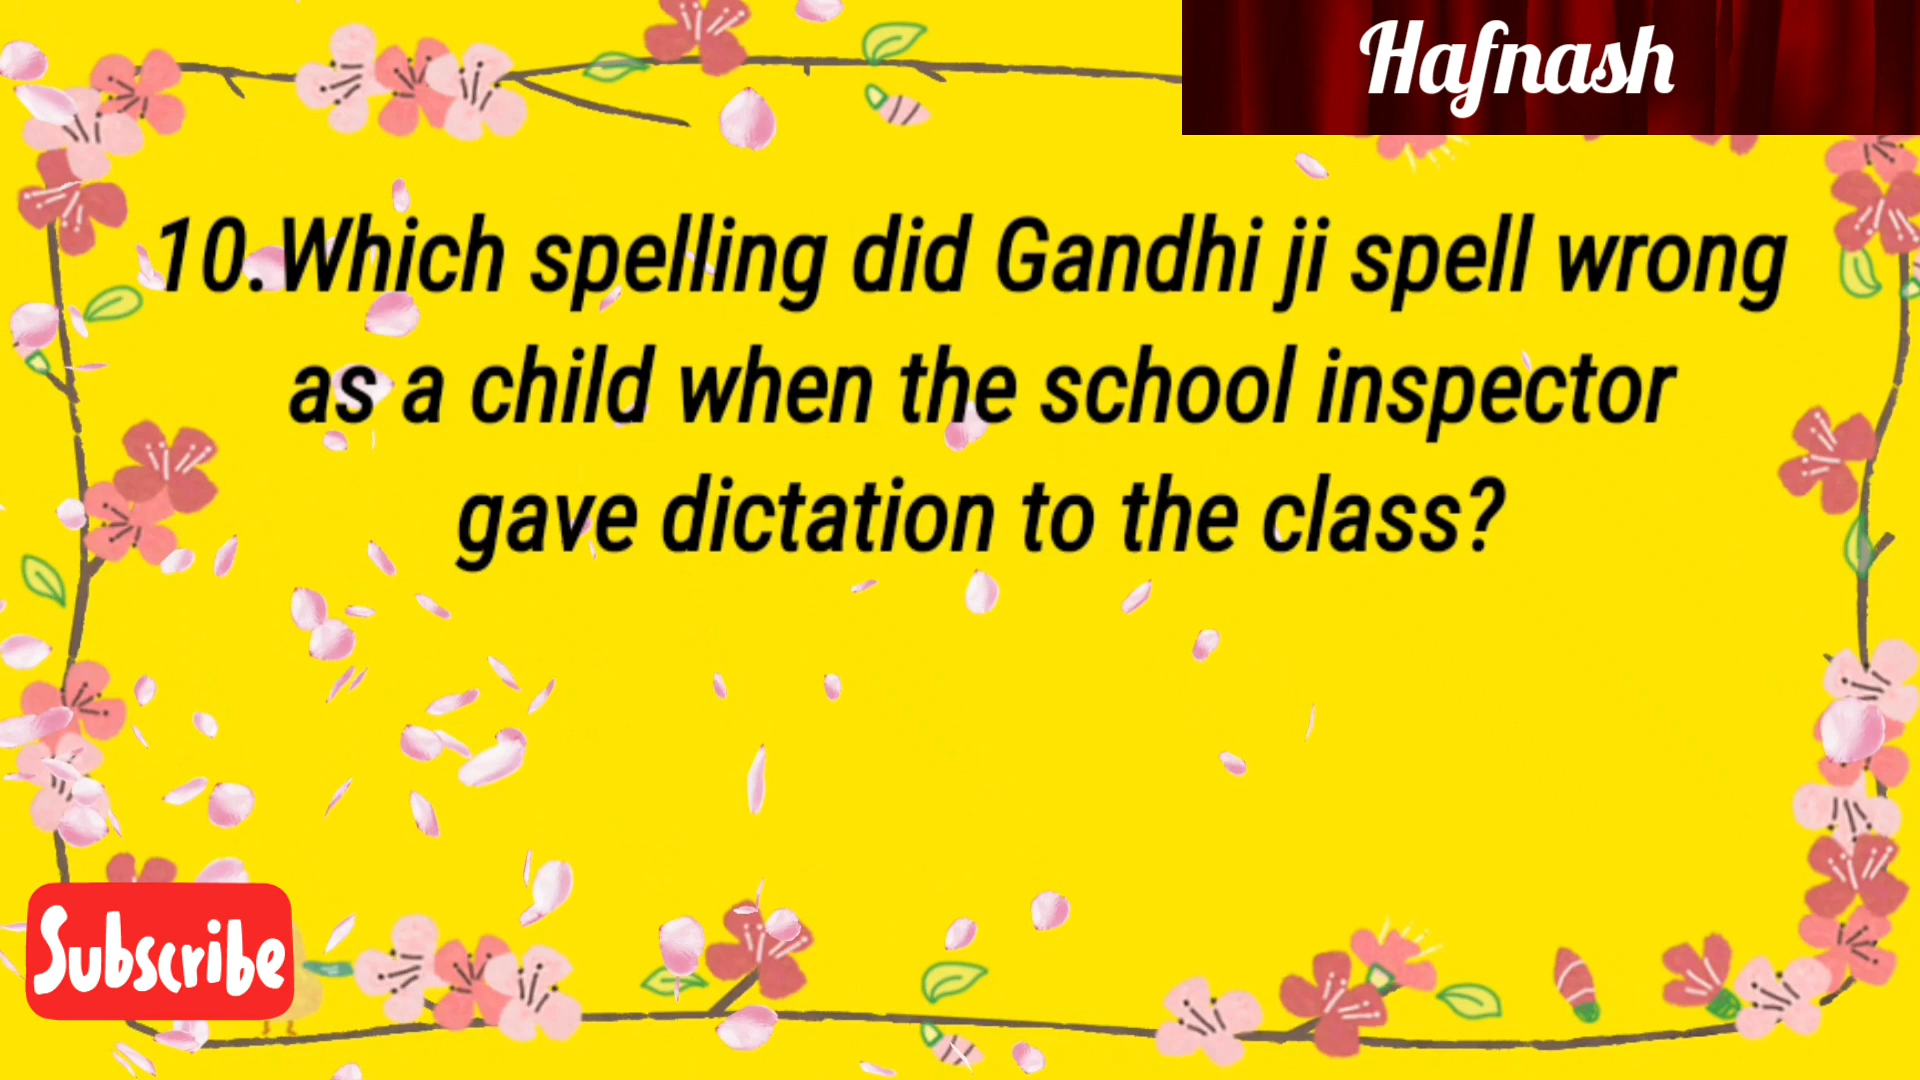 Hafnash
10.Which spelling did Gandhi ji spell wrong
as a child when the school inspector
gave dictation to the class?
Subscribe